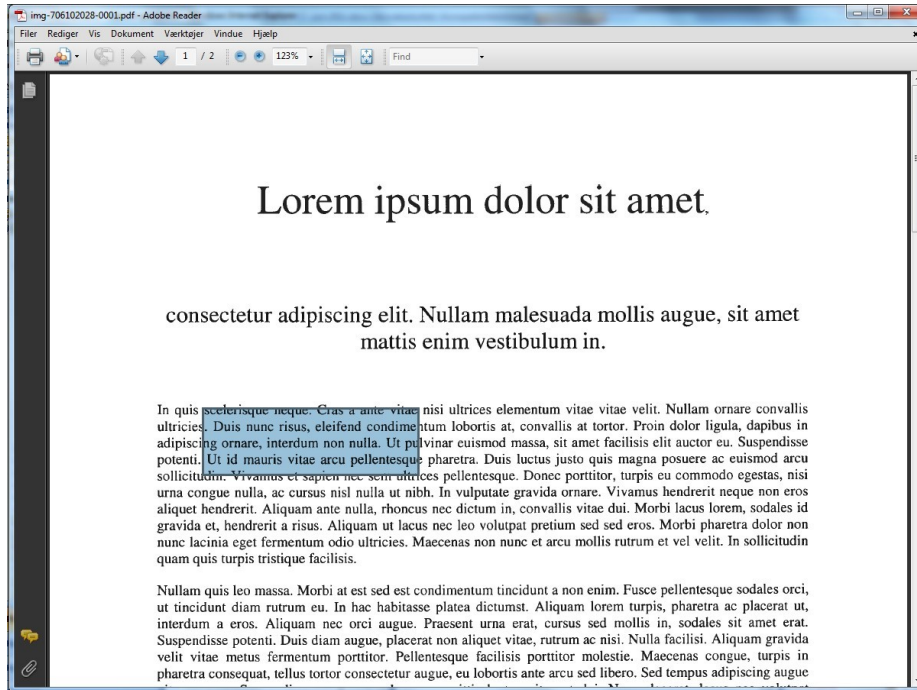 img-706102028-0001.pdf - Adobe Reader
Filer Rediger Vis Dokument Værktøjer Vindue Hjælp
1 / 2 123% Find
Lorem ipsum dolor sit amet,
consectetur adipiscing elit. Nullam malesuada mollis augue, sit amet
mattis enim vestibulum in.
In quis scelerisque neque. Cras a ante vitae nisi ultrices elementum vitae vitae velit. Nullam ornare convallis
ultricies. Duis nunc risus, eleifend condimentum lobortis at, convallis at tortor. Proin dolor ligula, dapibus in
adipiscing ornare, interdum non nulla. Ut pulvinar euismod massa, sit amet facilisis elit auctor eu. Suspendisse
potenti. Ut id mauris vitae arcu pellentesque pharetra. Duis luctus justo quis magna posuere ac euismod arcu
sollicitudin. Vivamus et sapien nec sem ultrices pellentesque. Donec porttitor, turpis eu commodo egestas, nisi
urna congue nulla, ac cursus nisl nulla ut nibh. In vulputate gravida ornare. Vivamus hendrerit neque non eros
aliquet hendrerit. Aliquam ante nulla, rhoncus nec dictum in, convallis vitae dui. Morbi lacus lorem, sodales id
gravida et, hendrerit a risus. Aliquam ut lacus nec leo volutpat pretium sed sed eros. Morbi pharetra dolor non
nunc lacinia eget fermentum odio ultricies. Maecenas non nunc et arcu mollis rutrum et vel velit. In sollicitudin
quam quis turpis tristique facilisis.
Nullam quis leo massa. Morbi at est sed est condimentum tincidunt a non enim. Fusce pellentesque sodales orci,
ut tincidunt diam rutrum eu. In hac habitasse platea dictumst. Aliquam lorem turpis, pharetra ac placerat ut,
interdum a eros. Aliquam nec orci augue. Praesent urna erat, cursus sed mollis in, sodales sit amet erat.
Suspendisse potenti. Duis diam augue, placerat non aliquet vitae, rutrum ac nisi. Nulla facilisi. Aliquam gravida
velit vitae metus fermentum porttitor. Pellentesque facilisis porttitor molestie. Maecenas congue, turpis in
pharetra consequat, tellus tortor consectetur augue, eu lobortis ante arcu sed libero. Sed tempus adipiscing augue